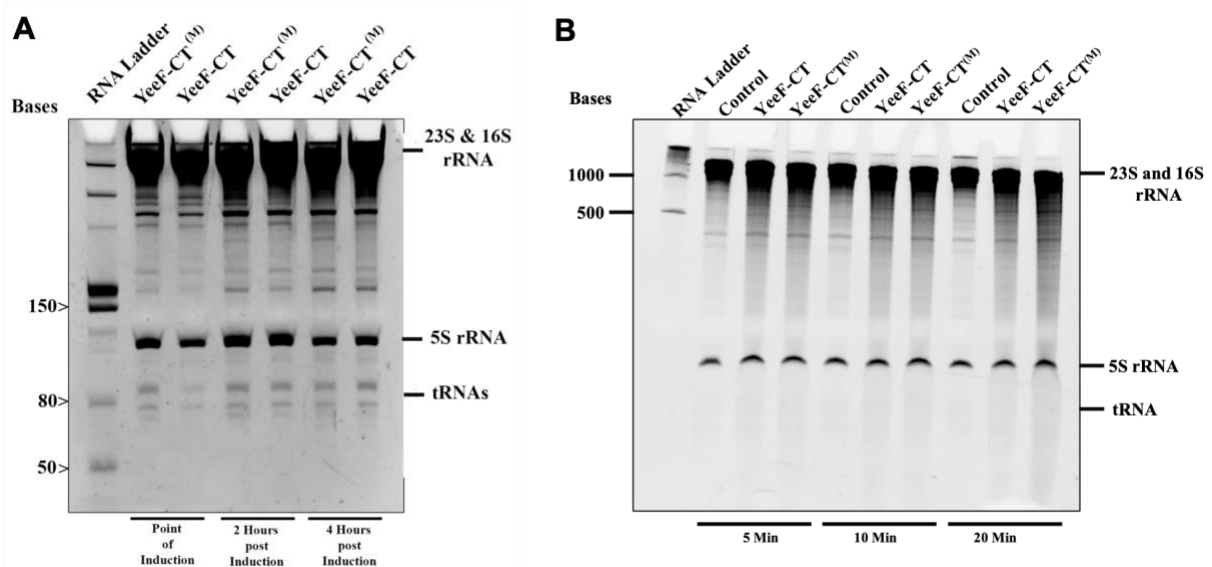 A
RNA Ladder
YeeF-CT(M)
YeeF-CT
YeeF-CT(M)
YeeF-CT
YeeF-CT(M)
YeeF-CT
Bases
23S & 16S
rRNA
150>
5S rRNA
80>
tRNAs
50>
Point
of
Induction
2 Hours
post
Induction
4 Hours
post
Induction
B
RNA Ladder
Control
YeeF-CT
YeeF-CT(M)
Control
YeeF-CT
YeeF-CT(M)
Control
YeeF-CT
YeeF-CT(M)
Bases
1000
23S and 16S
rRNA
500
5S rRNA
tRNA
5 Min
10 Min
20 Min